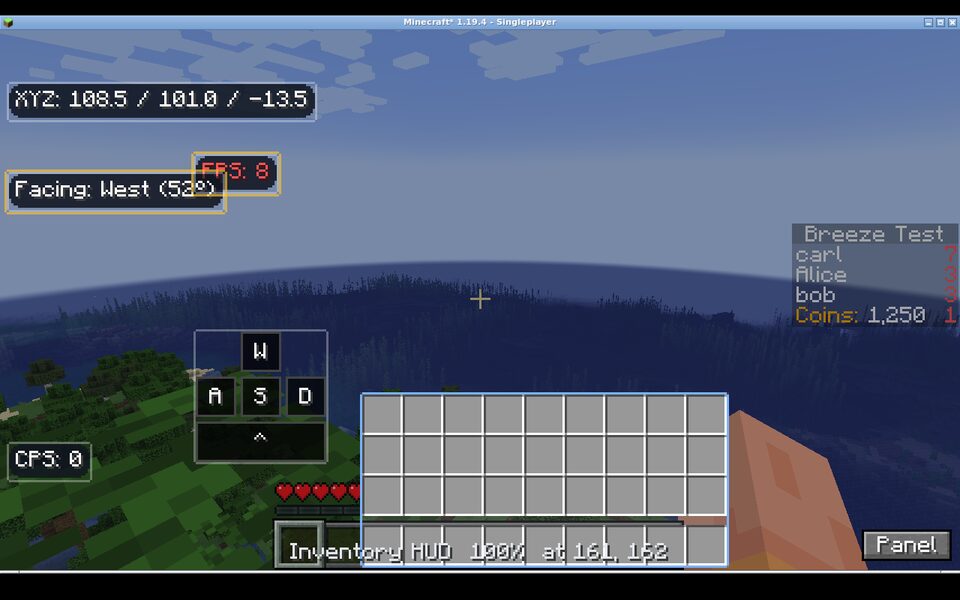 Minecraft* 1.19.4 - Singleplayer
XYZ: 108.5 / 101.0 / -13.5
FPS: 8
Facing: West (52°)
Breeze Test
carl
Alice 3
bob 3
Coins: 1,250 1
W
A S D
^
CPS: 0
Inventory HUD 100% at 161, 162
Panel